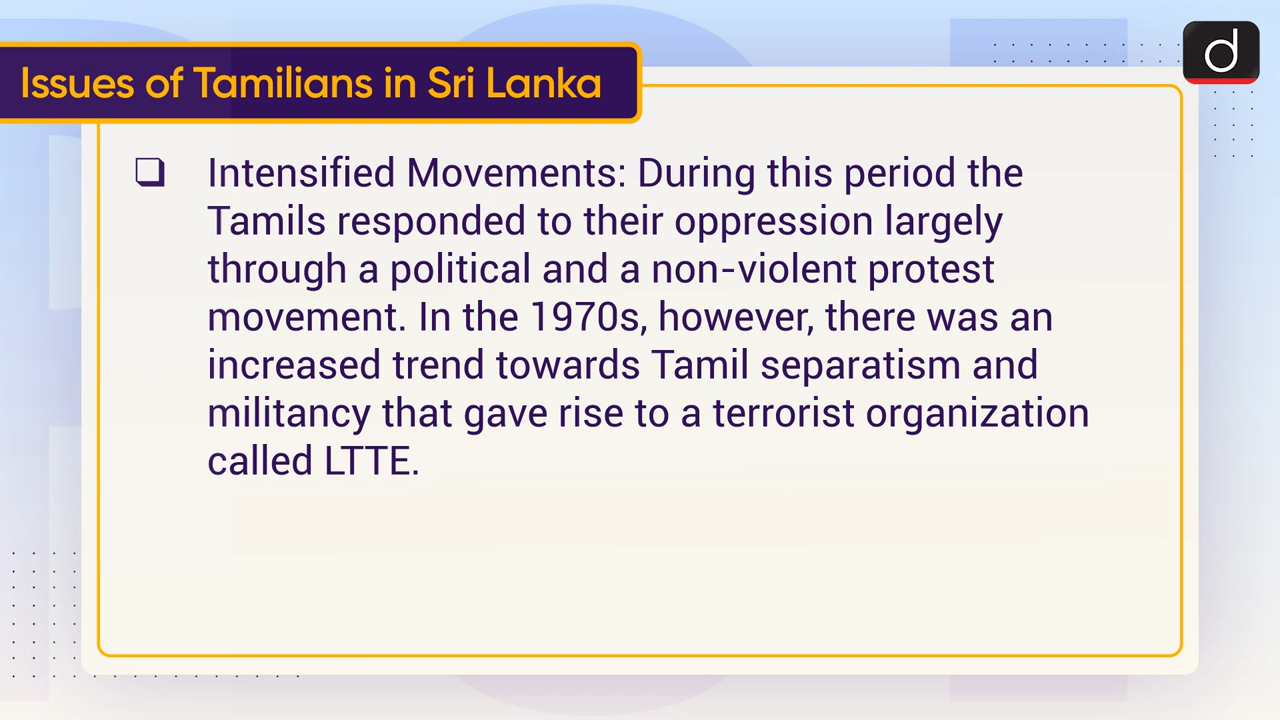 Issues of Tamilians in Sri Lanka
d
❑ Intensified Movements: During this period the
Tamils responded to their oppression largely
through a political and a non-violent protest
movement. In the 1970s, however, there was an
increased trend towards Tamil separatism and
militancy that gave rise to a terrorist organization
called LTTE.